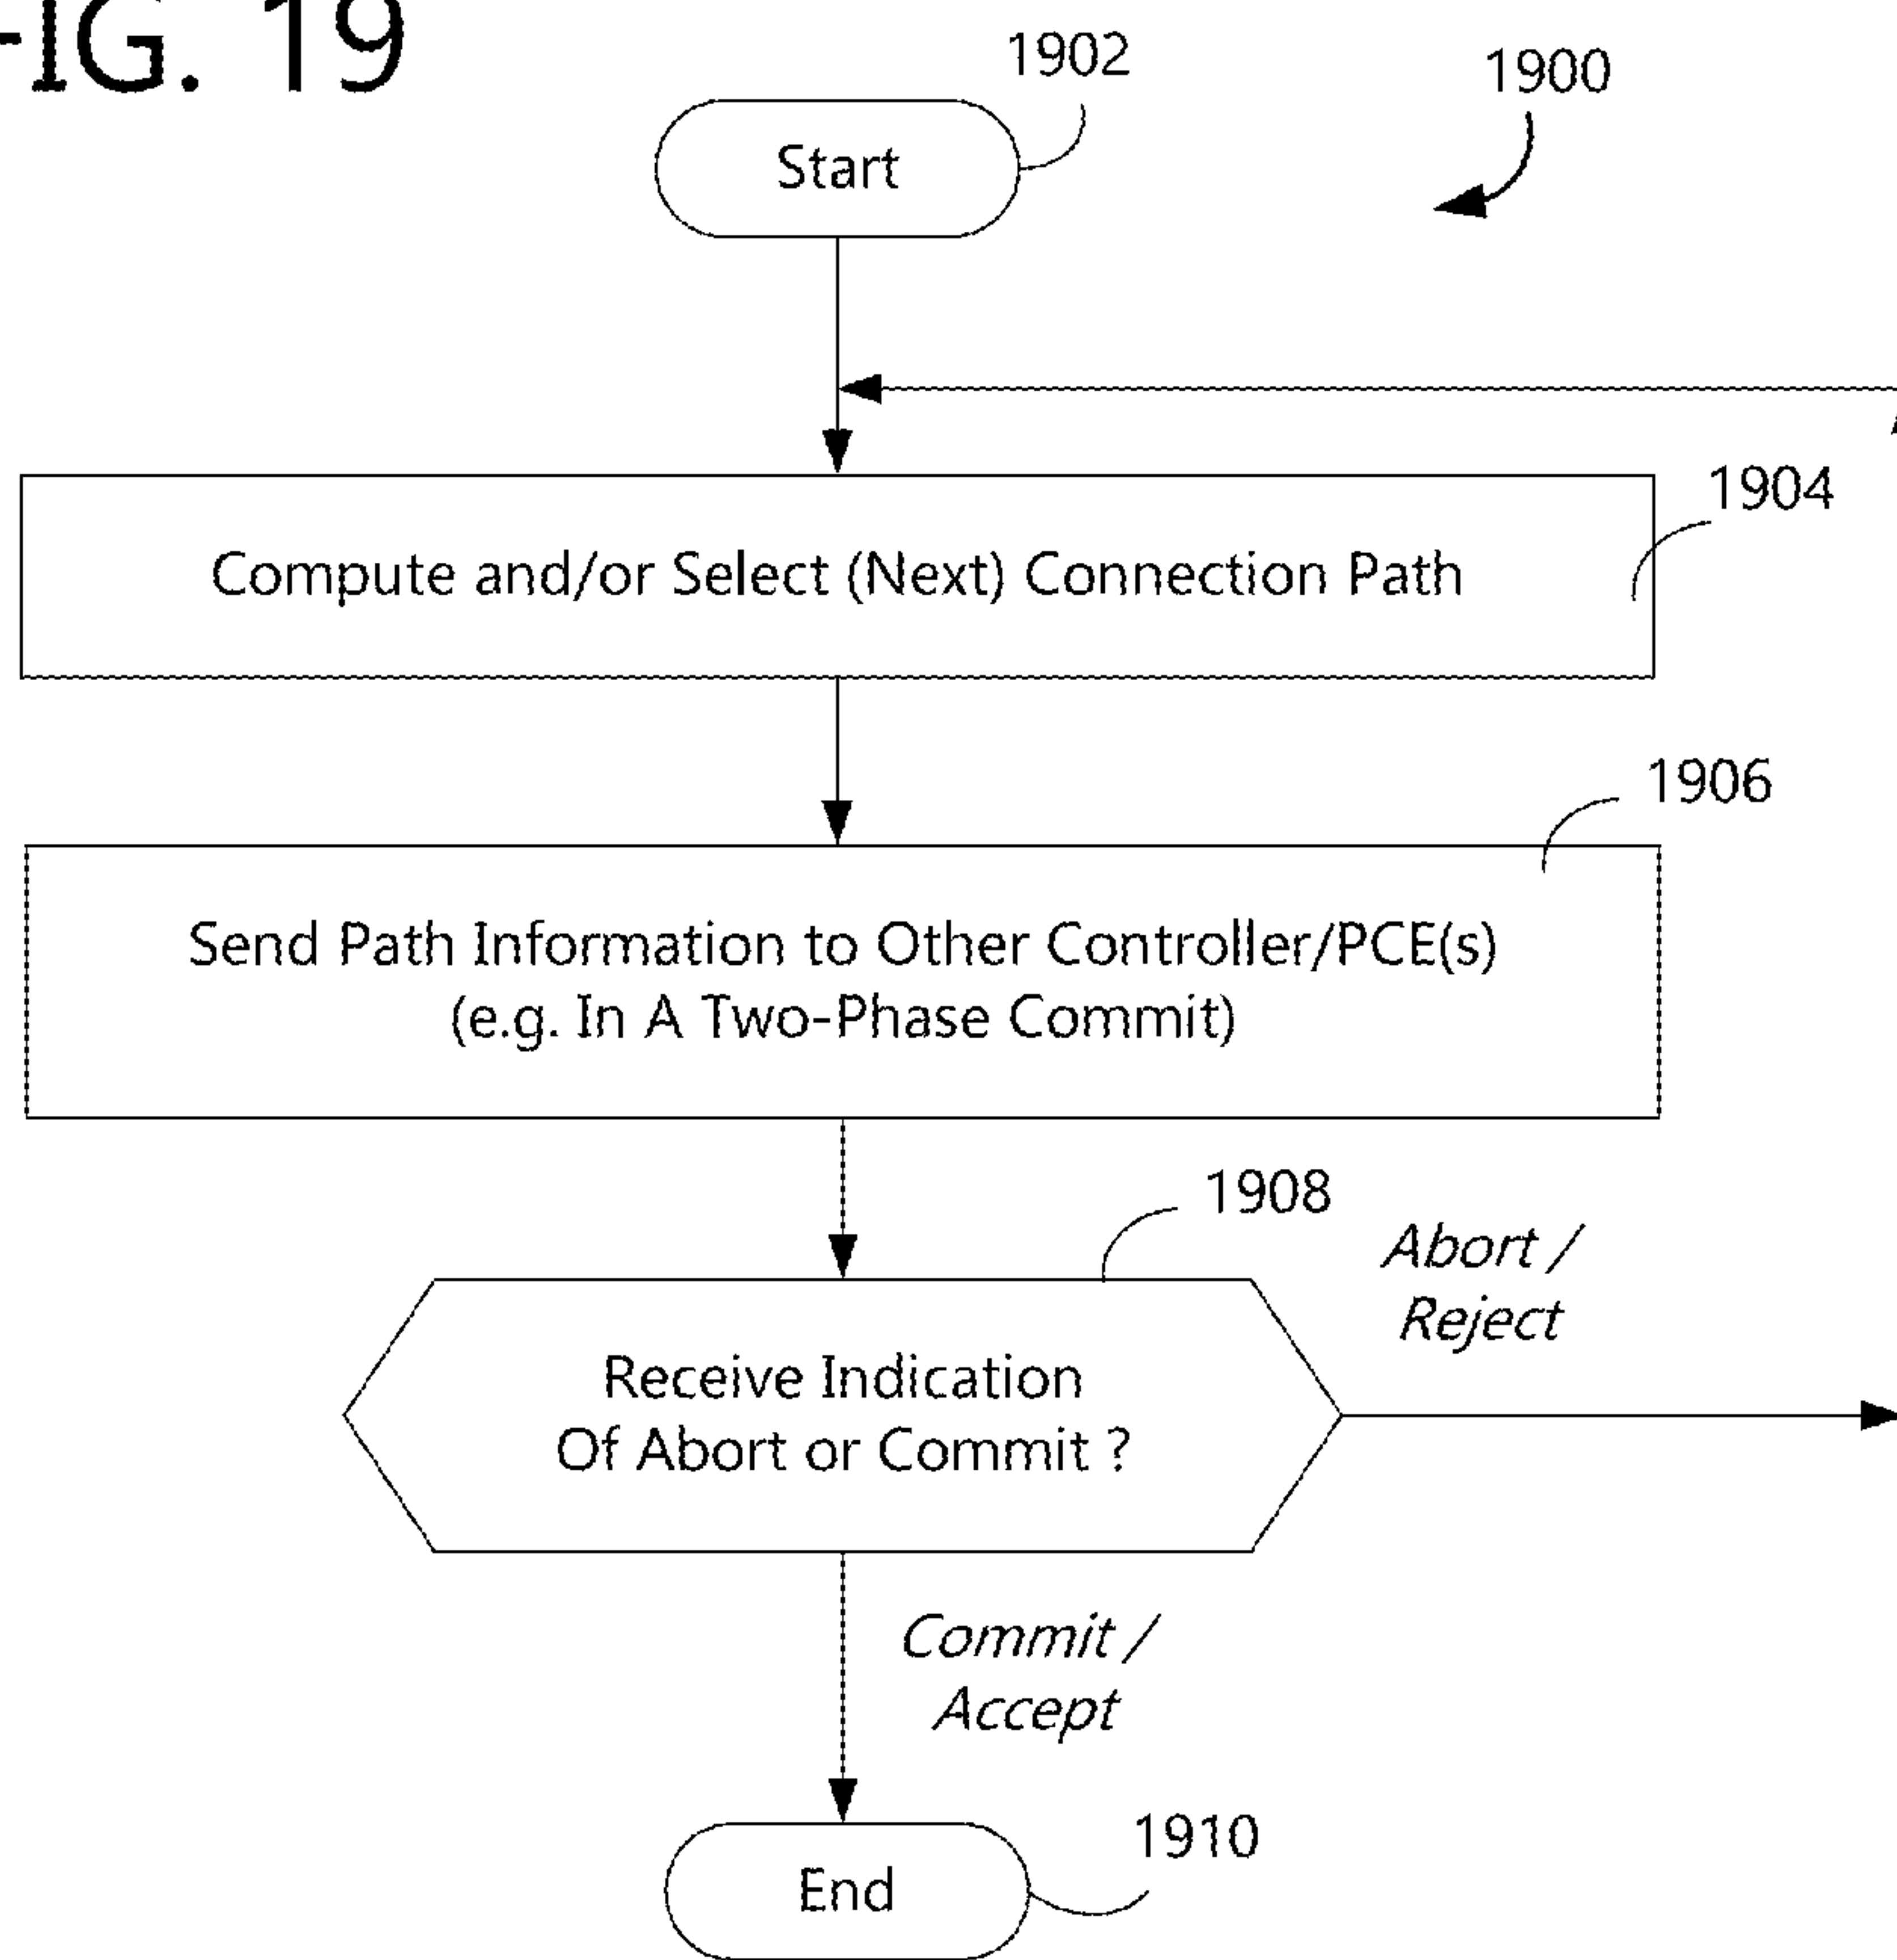 FIG. 19
1902
1900
Start
1904
Compute and/or Select (Next) Connection Path
1906
Send Path Information to Other Controller/PCE(s)
(e.g. In A Two-Phase Commit)
1908
Abort /
Reject
Receive Indication
Of Abort or Commit ?
Commit /
Accept
1910
End